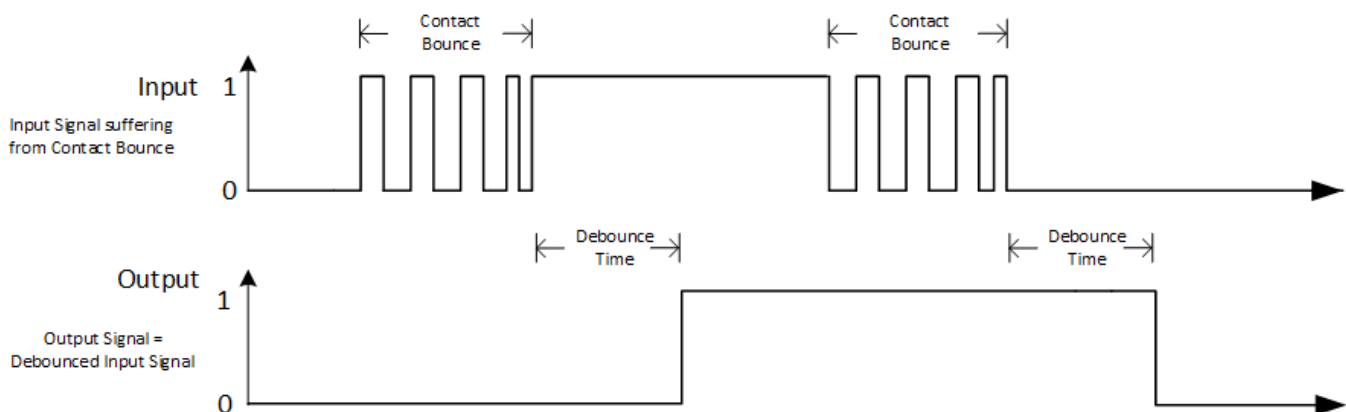 Contact
Bounce
Contact
Bounce
Input
1
Input Signal suffering
from Contact Bounce
0
Debounce
Time
Debounce
Time
Output
1
Output Signal =
Debounced Input Signal
0